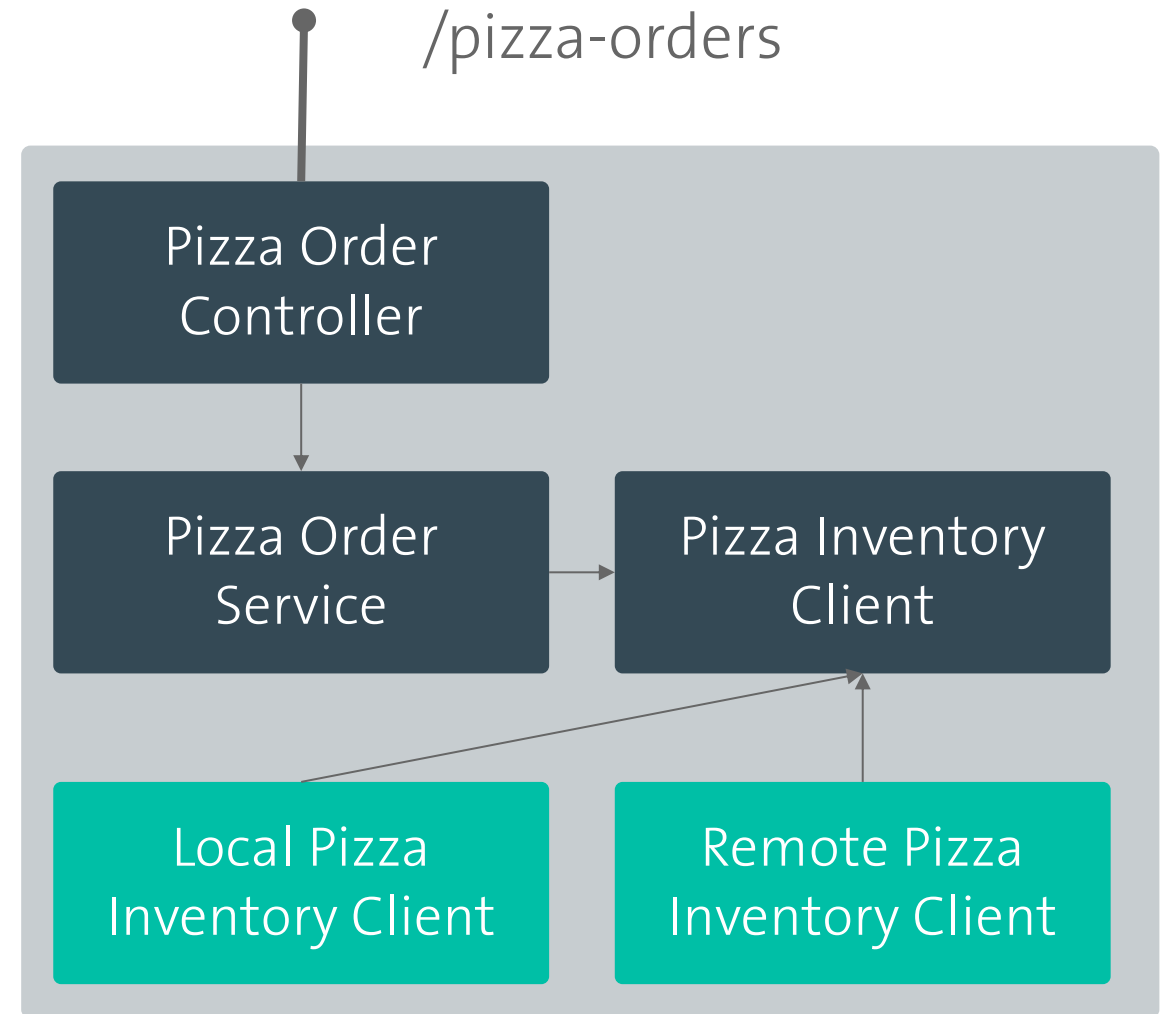 /pizza-orders
Pizza Order
Controller
Pizza Order
Service
Pizza Inventory
Client
Local Pizza
Inventory Client
Remote Pizza
Inventory Client